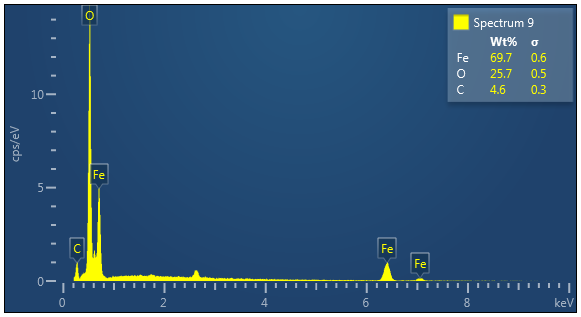 Spectrum 9
Wt% σ
Fe 69.7 0.6
O 25.7 0.5
C 4.6 0.3
cps/eV
10
5
0
O
Fe
C
Fe
Fe
0 2 4 6 8 keV